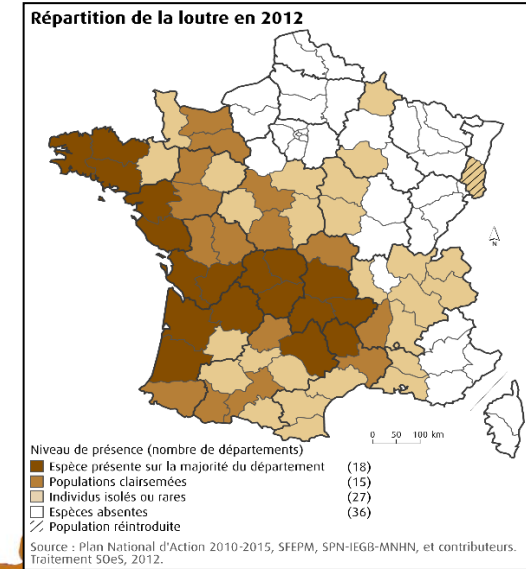 Répartition de la loutre en 2012
N
0 50 100 km
Niveau de présence (nombre de départements)
Espèce présente sur la majorité du département (18)
Populations clairsemées (15)
Individus isolés ou rares (27)
Espèces absentes (36)
Population réintroduite
Source : Plan National d'Action 2010-2015, SFEPM, SPN-IEGB-MNHN, et contributeurs.
Traitement SOeS, 2012.